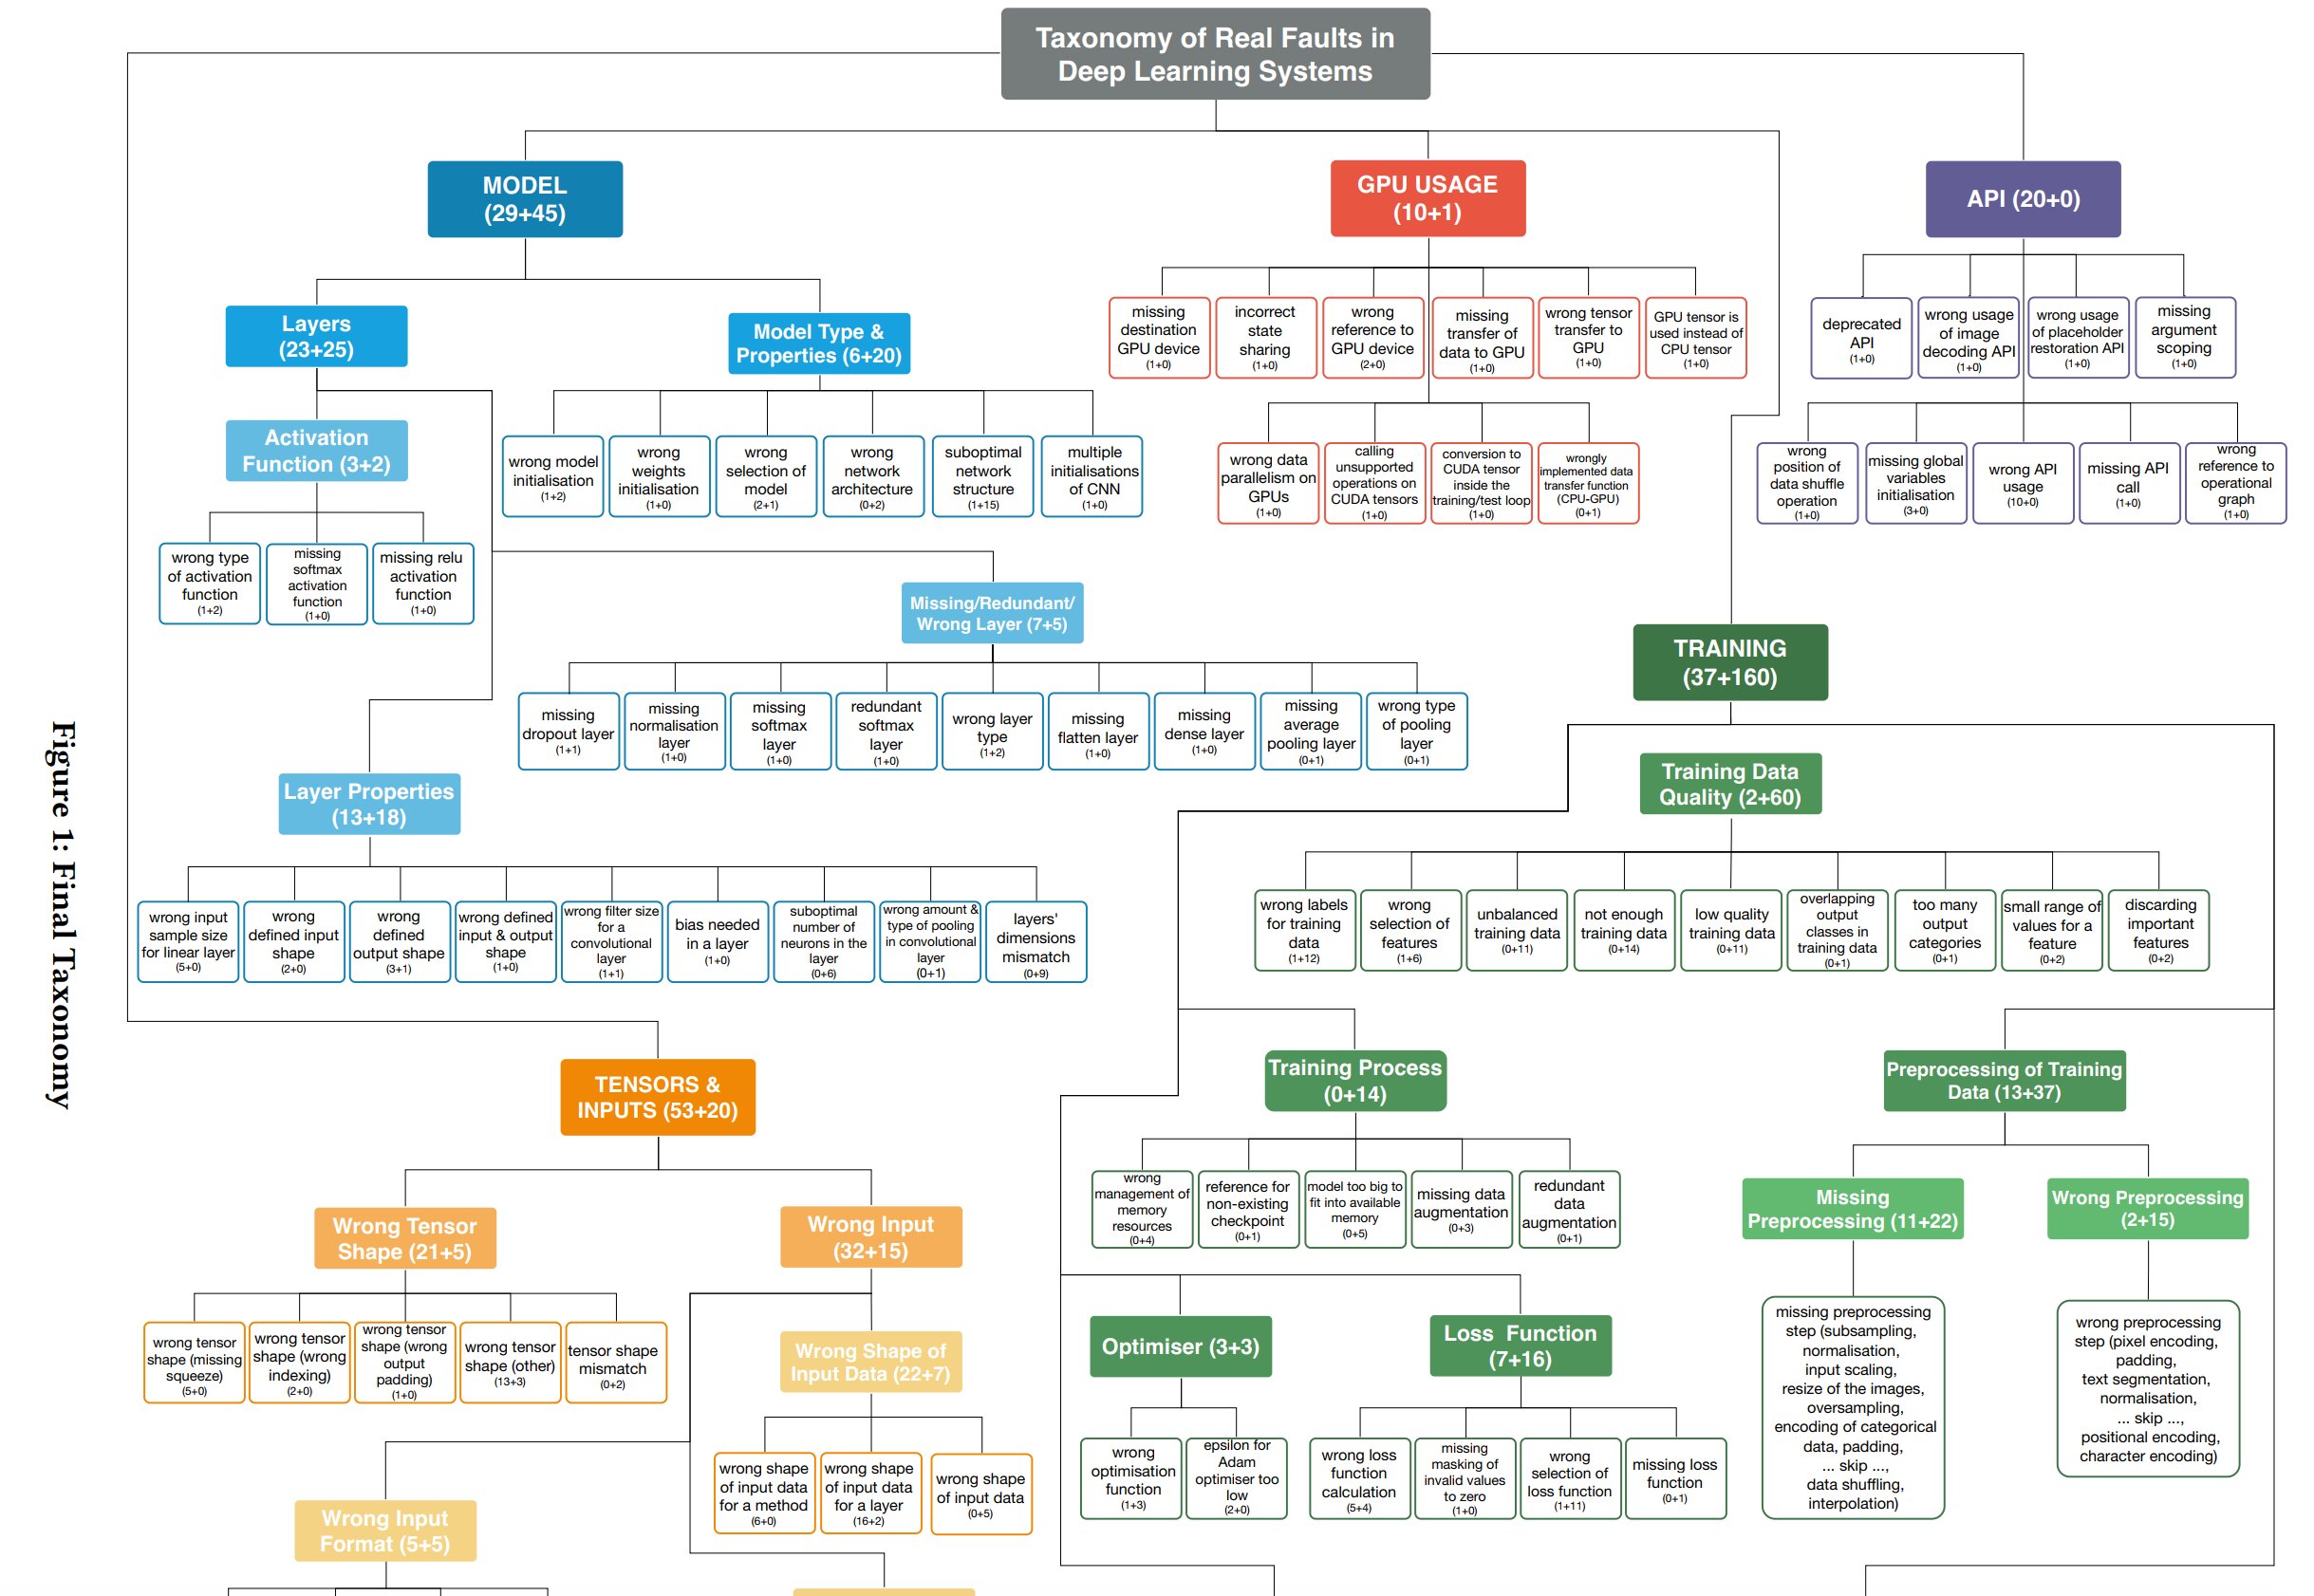 Taxonomy of Real Faults in
Deep Learning Systems
MODEL
(29+45)
GPU USAGE
(10+1)
API (20+0)
Layers
(23+25)
Model Type &
Properties (6+20)
missing
destination
GPU device
(1+0)
incorrect
state
sharing
(1+0)
wrong
reference to
GPU device
(2+0)
missing
transfer of
data to GPU
(1+0)
wrong tensor
transfer to
GPU
(1+0)
GPU tensor is
used instead of
CPU tensor
(1+0)
deprecated
API
(1+0)
wrong usage
of image
decoding API
(1+0)
wrong usage
of placeholder
restoration API
(1+0)
missing
argument
scoping
(1+0)
Activation
Function (3+2)
wrong model
initialisation
(1+2)
wrong
weights
initialisation
(1+0)
wrong
selection of
model
(2+1)
wrong
network
architecture
(0+2)
suboptimal
network
structure
(1+15)
multiple
initialisations
of CNN
(1+0)
wrong data
parallelism on
GPUs
(1+0)
calling
unsupported
operations on
CUDA tensors
(1+0)
conversion to
CUDA tensor
inside the
training/test loop
(1+0)
wrongly
implemented data
transfer function
(CPU-GPU)
(0+1)
wrong
position of
data shuffle
operation
(1+0)
missing global
variables
initialisation
(3+0)
wrong API
usage
(10+0)
missing API
call
(1+0)
wrong
reference to
operational
graph
(1+0)
wrong type
of activation
function
(1+2)
missing
softmax
activation
function
(1+0)
missing relu
activation
function
(1+0)
Missing/Redundant/
Wrong Layer (7+5)
TRAINING
(37+160)
missing
dropout layer
(1+1)
missing
normalisation
layer
(1+0)
missing
softmax
layer
(1+0)
redundant
softmax
layer
(1+0)
wrong layer
type
(1+2)
missing
flatten layer
(1+0)
missing
dense layer
(1+0)
missing
average
pooling layer
(0+1)
wrong type
of pooling
layer
(0+1)
Figure 1: Final Taxonomy
Layer Properties
(13+18)
Training Data
Quality (2+60)
wrong input
sample size
for linear layer
(5+0)
wrong
defined input
shape
(2+0)
wrong
defined
output shape
(3+1)
wrong defined
input & output
shape
(1+0)
wrong filter size
for a
convolutional
layer
(1+1)
bias needed
in a layer
(1+0)
suboptimal
number of
neurons in the
layer
(0+6)
wrong amount &
type of pooling
in convolutional
layer
(0+1)
layers'
dimensions
mismatch
(0+9)
wrong labels
for training
data
(1+12)
wrong
selection of
features
(1+6)
unbalanced
training data
(0+11)
not enough
training data
(0+14)
low quality
training data
(0+11)
overlapping
output
classes in
training data
(0+1)
too many
output
categories
(0+1)
small range of
values for a
feature
(0+2)
discarding
important
features
(0+2)
TENSORS &
INPUTS (53+20)
Training Process
(0+14)
Preprocessing of Training
Data (13+37)
wrong
management of
memory
resources
(0+4)
reference for
non-existing
checkpoint
(0+1)
model too big to
fit into available
memory
(0+5)
missing data
augmentation
(0+3)
redundant
data
augmentation
(0+1)
Missing
Preprocessing (11+22)
Wrong Preprocessing
(2+15)
Wrong Tensor
Shape (21+5)
Wrong Input
(32+15)
wrong tensor
shape (missing
squeeze)
(5+0)
wrong tensor
shape (wrong
indexing)
(2+0)
wrong tensor
shape (wrong
output
padding)
(1+0)
wrong tensor
shape (other)
(13+3)
tensor shape
mismatch
(0+2)
Wrong Shape of
Input Data (22+7)
Optimiser (3+3)
Loss Function
(7+16)
missing preprocessing
step (subsampling,
normalisation,
input scaling,
resize of the images,
oversampling,
encoding of categorical
data, padding,
... skip ...,
data shuffling,
interpolation)
wrong preprocessing
step (pixel encoding,
padding,
text segmentation,
normalisation,
... skip ...,
positional encoding,
character encoding)
wrong shape
of input data
for a method
(6+0)
wrong shape
of input data
for a layer
(16+2)
wrong shape
of input data
(0+5)
wrong
optimisation
function
(1+3)
epsilon for
Adam
optimiser too
low
(2+0)
wrong loss
function
calculation
(5+4)
missing
masking of
invalid values
to zero
(1+0)
wrong
selection of
loss function
(1+11)
missing loss
function
(0+1)
Wrong Input
Format (5+5)